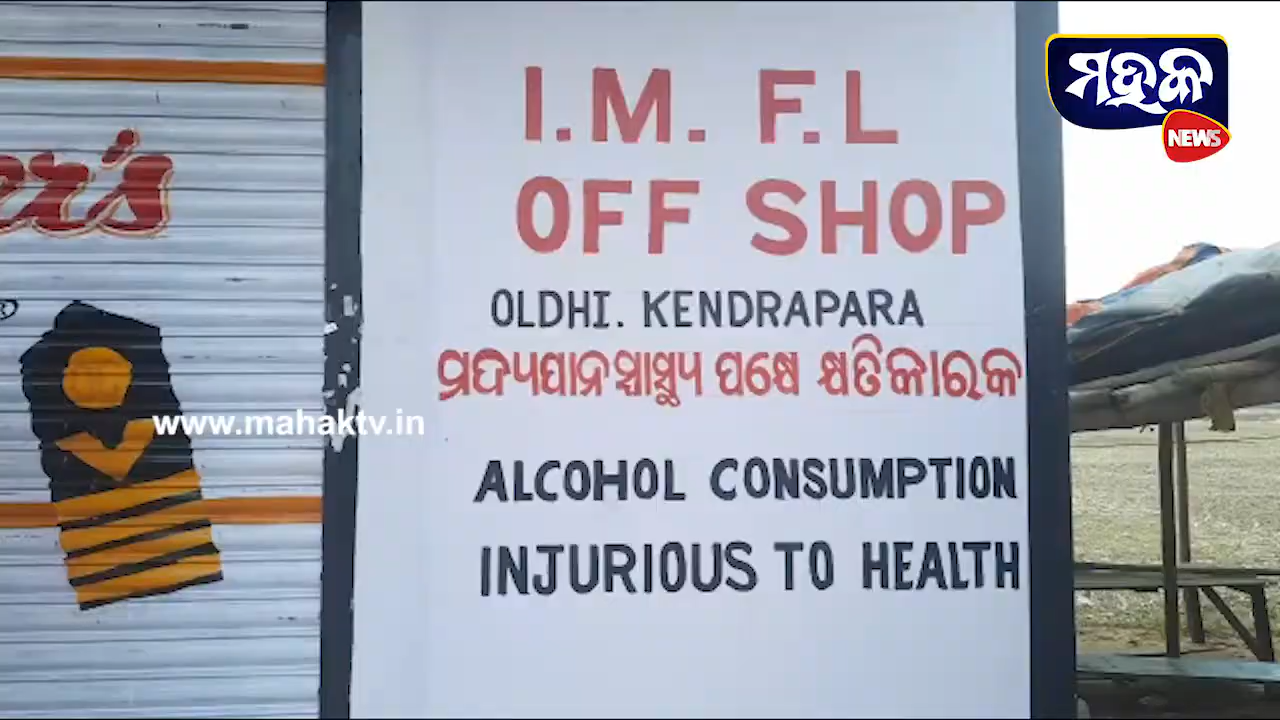 ମହକ
NEWS
I.M. F.L
OFF SHOP
OLDHI. KENDRAPARA
ମଦ୍ୟପାନ ସ୍ୱାସ୍ଥ୍ୟ ପକ୍ଷେ କ୍ଷତିକାରକ
www.mahaktv.in
ALCOHOL CONSUMPTION
INJURIOUS TO HEALTH